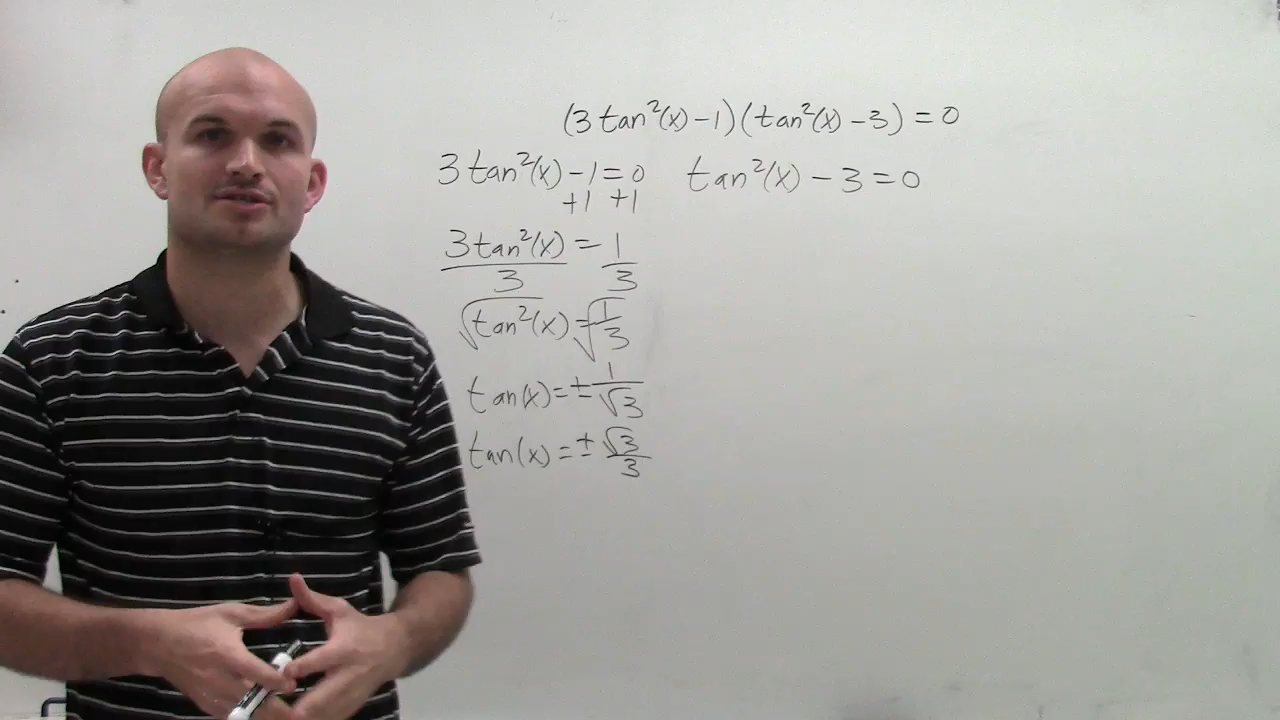 (3tan²(x)-1)(tan²(x)-3)=0
3tan²(x)-1=0
+1 +1
3tan²(x)/3=1/3
√tan²(x)=√1/3
tan(x)=±1/√3
tan(x)=±√3/3
tan²(x)-3=0